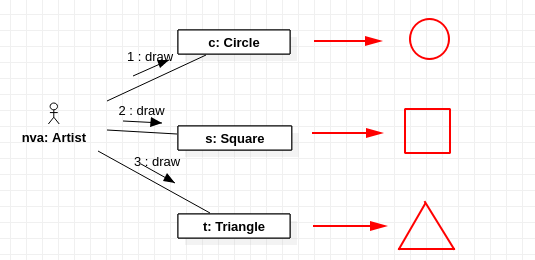 1 : draw
c: Circle
2 : draw
nva: Artist
s: Square
3 : draw
t: Triangle